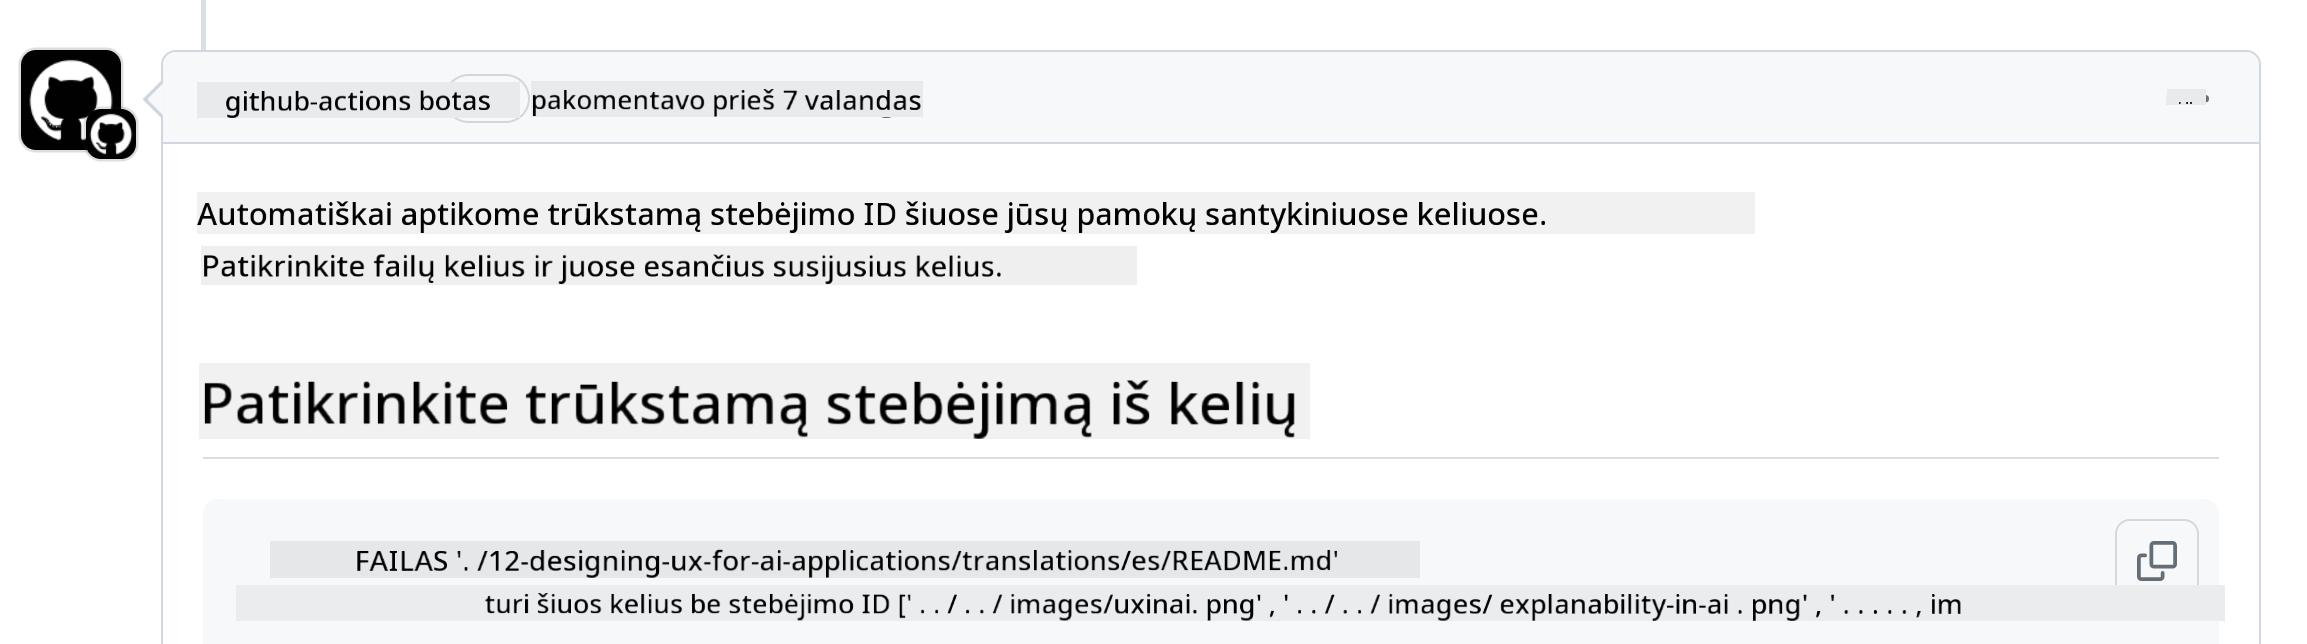 github-actions botas pakomentavo prieš 7 valandas
Automatiškai aptikome trūkstamą stebėjimo ID šiuose jūsų pamokų santykiniuose keliuose.
Patikrinkite failų kelius ir juose esančius susijusius kelius.
Patikrinkite trūkstamą stebėjimą iš kelių
FAILAS '. /12-designing-ux-for-ai-applications/translations/es/README.md'
turi šiuos kelius be stebėjimo ID [' . . / . . / images/uxinai. png' , ' . . / . . / images/ explanability-in-ai . png' , ' . . . . . , im